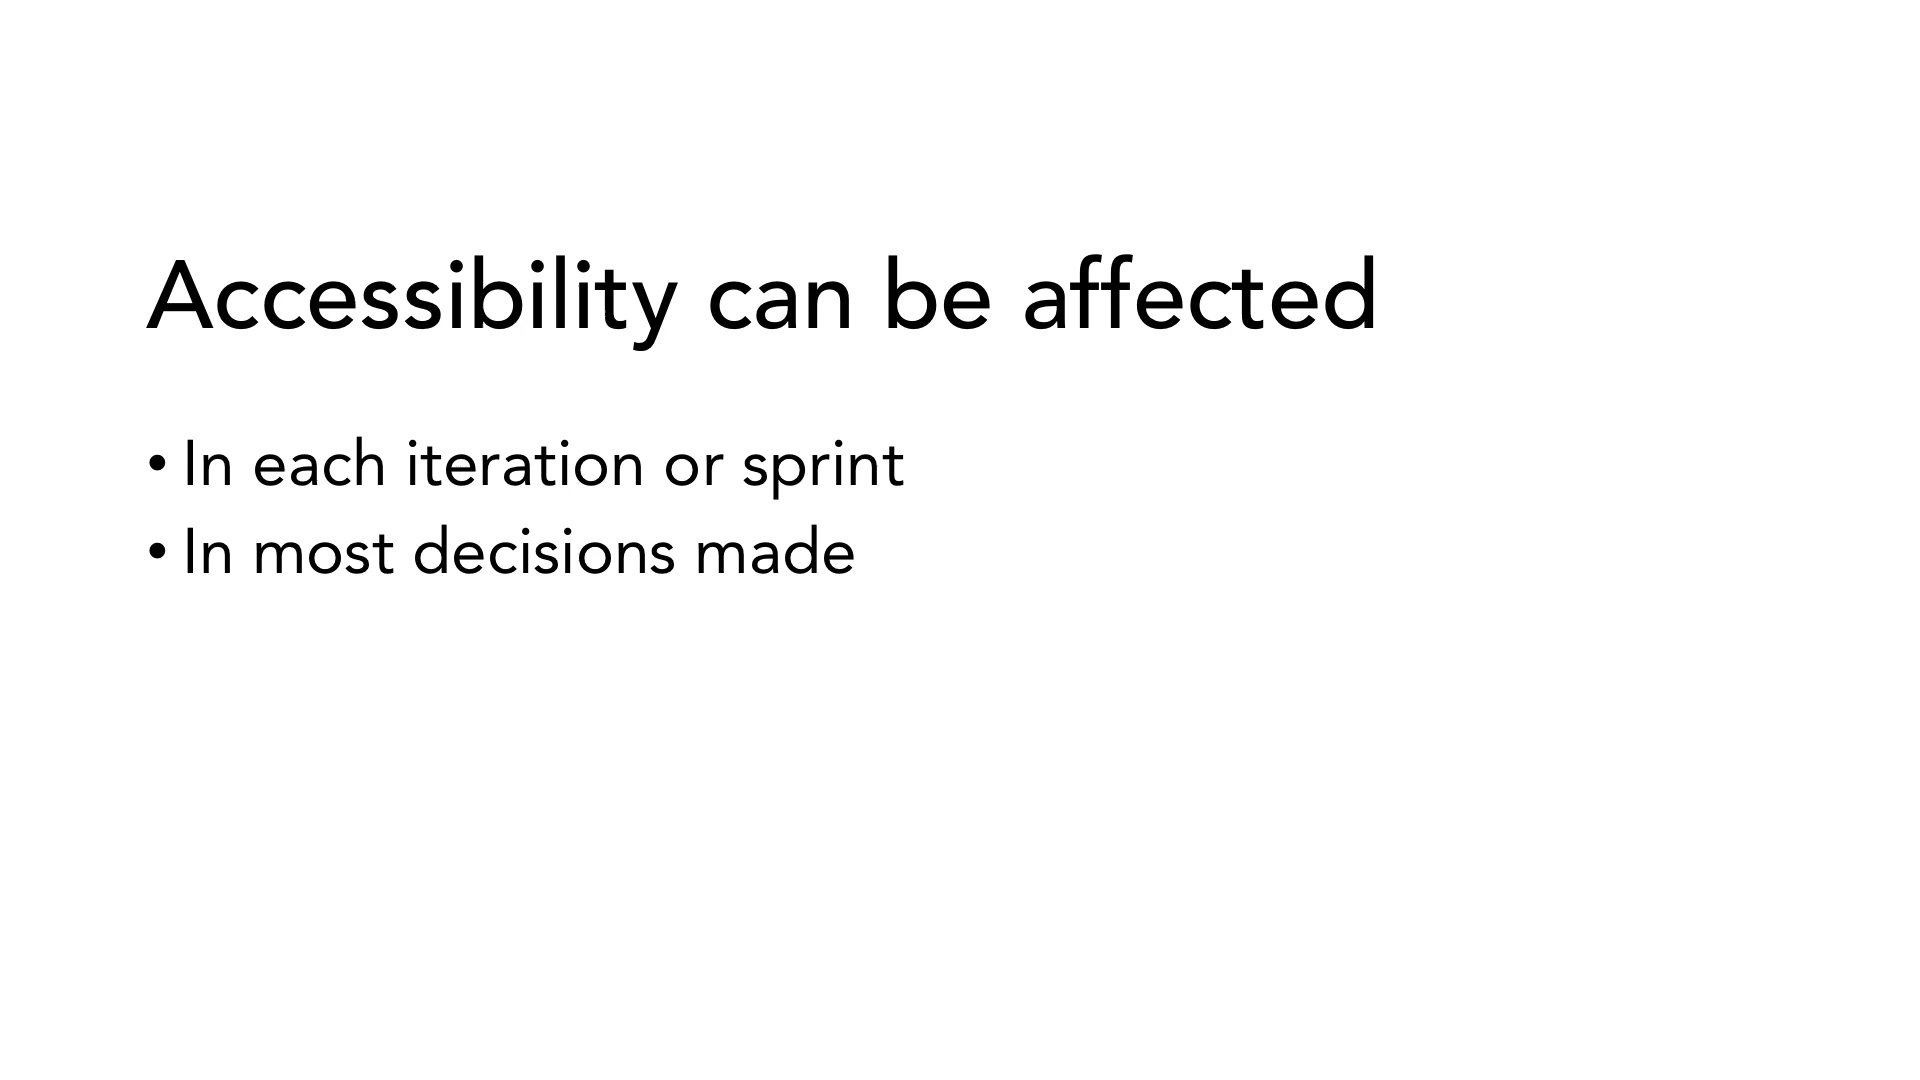 Accessibility can be affected
• In each iteration or sprint
• In most decisions made